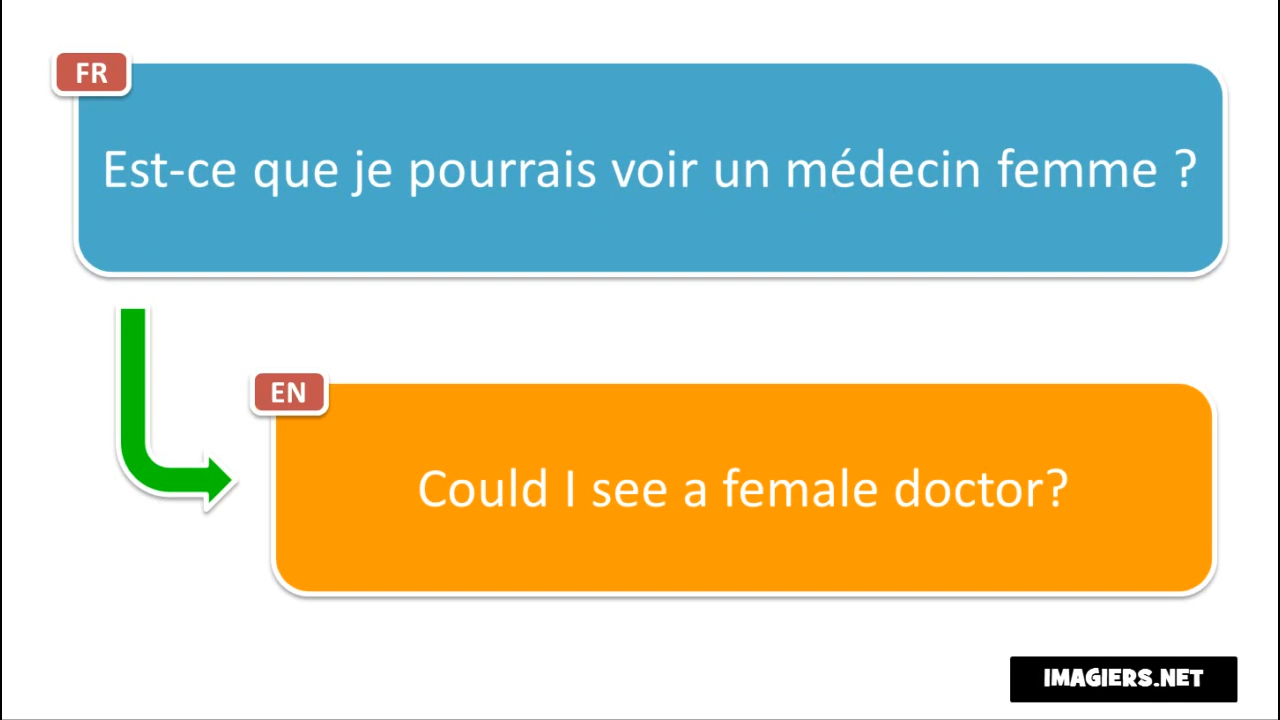 FR
Est-ce que je pourrais voir un médecin femme ?
EN
Could I see a female doctor?
IMAGIERS.NET